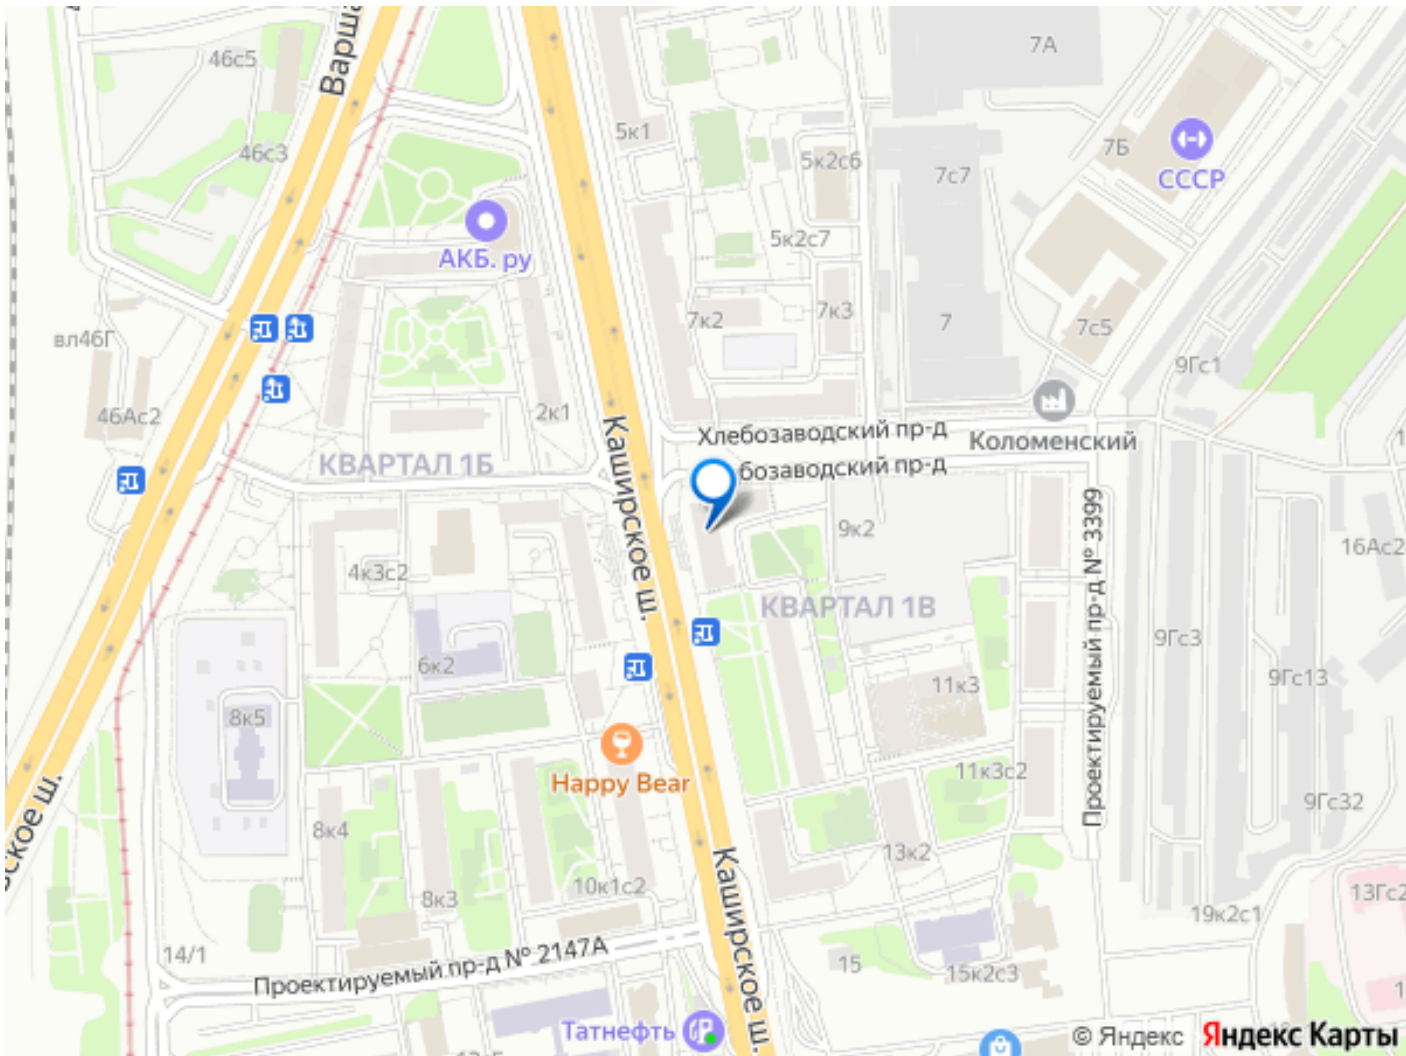 Варша
46с5
7А
5к1
46с3
7Б
5к2с6
7с7
СССР
5к2с7
АКБ. ру
7к2
7к3
7
7с5
вл46Г
9Гс1
46Ас2
2к1
Хлебозаводский пр-д
Коломенский
КВАРТАЛ 1Б
бозаводский пр-д
Каширское ш.
9к2
Проектируемый пр-д № 3399
16Ас2
4к3с2
КВАРТАЛ 1В
9Гс3
6к2
11к3
9Гс13
8к5
Happy Bear
11к3с2
9Гс32
ское ш.
8к4
13к2
Каширское ш.
10к1с2
8к3
13Гс2
19к2с1
14/1
Проектируемый пр-д № 2147А
15
15к2с3
Татнефть
© Яндекс
Яндекс Карты